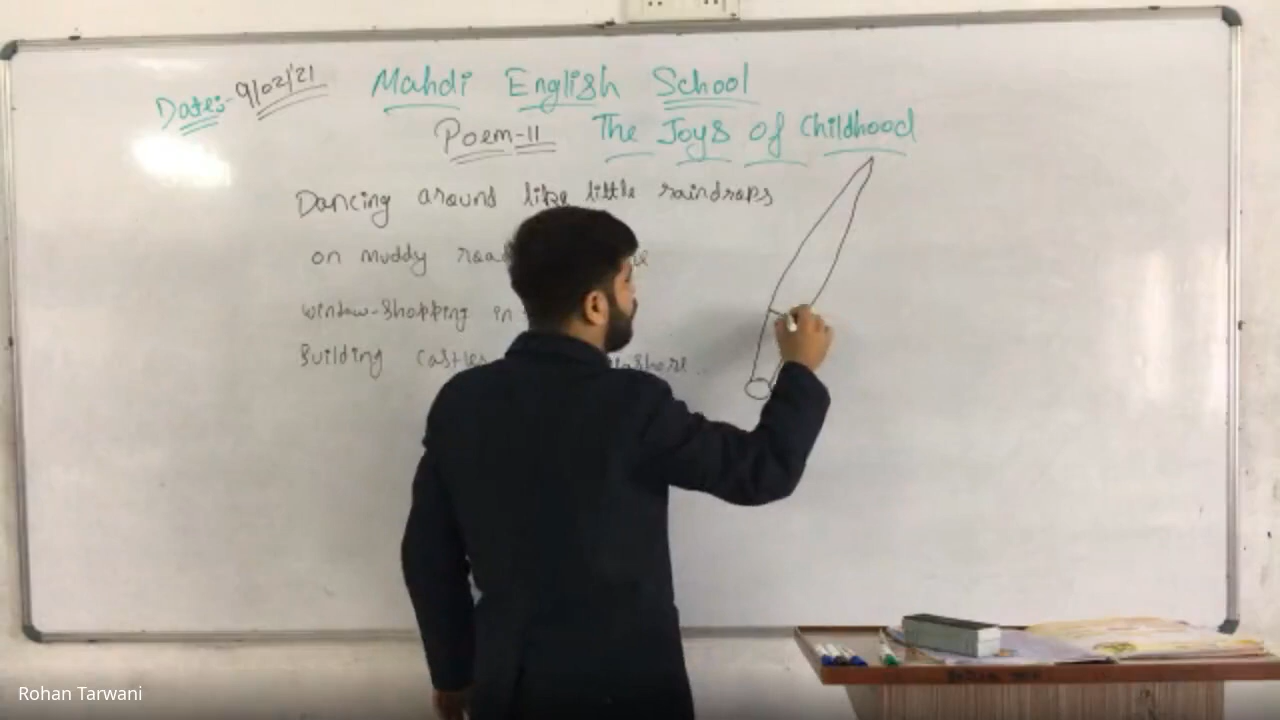 Date:- 9/02/21
Mahdi English School
Poem-11 The Joys of Childhood
Dancing around like little raindrops
on muddy
window-Shopping in
Building castles seashore
Rohan Tarwani